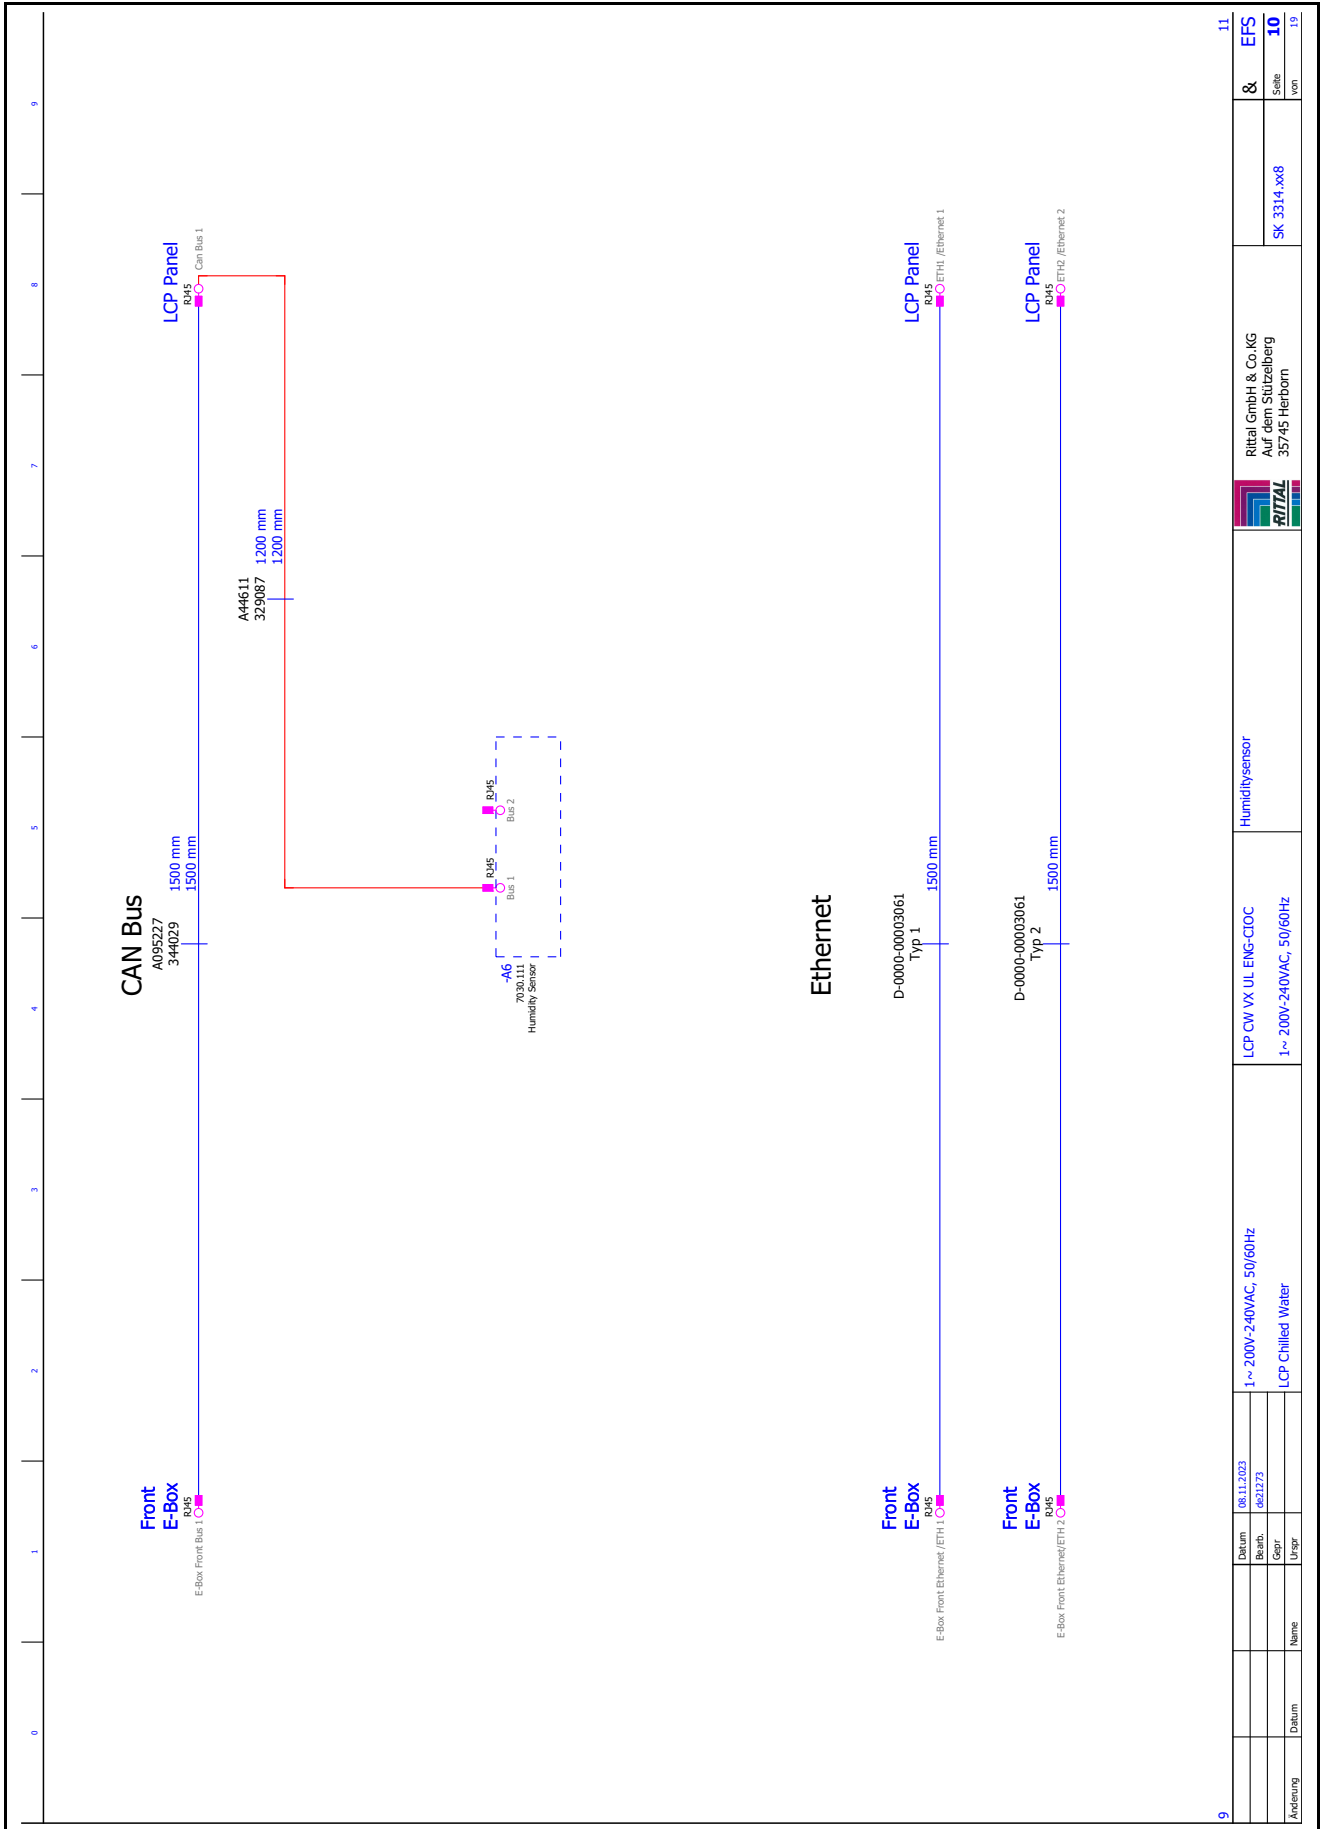 0
1
2
3
4
5
6
7
8
9
CAN Bus
Front
E-Box
RJ45
E-Box Front Bus 1
A095227
344029
1500 mm
1500 mm
LCP Panel
RJ45
Can Bus 1
A44611
329087
1200 mm
1200 mm
-A6
7030.111
Humidity Sensor
RJ45
Bus 1
RJ45
Bus 2
Ethernet
Front
E-Box
RJ45
E-Box Front Ethernet /ETH 1
D-0000-00003061
Typ 1
1500 mm
LCP Panel
RJ45
ETH1 /Ethernet 1
Front
E-Box
RJ45
E-Box Front Ethernet/ETH 2
D-0000-00003061
Typ 2
1500 mm
LCP Panel
RJ45
ETH2 /Ethernet 2
9
11
Änderung
Datum
Name
Datum
08.11.2023
Bearb.
de21273
Gepr
Urspr
1~ 200V-240VAC, 50/60Hz
LCP Chilled Water
LCP CW VX UL ENG-CIOC
1~ 200V-240VAC, 50/60Hz
Humiditysensor
RITTAL
Rittal GmbH & Co.KG
Auf dem Stützelberg
35745 Herborn
SK 3314.xx8
& EFS
Seite 10
von 19